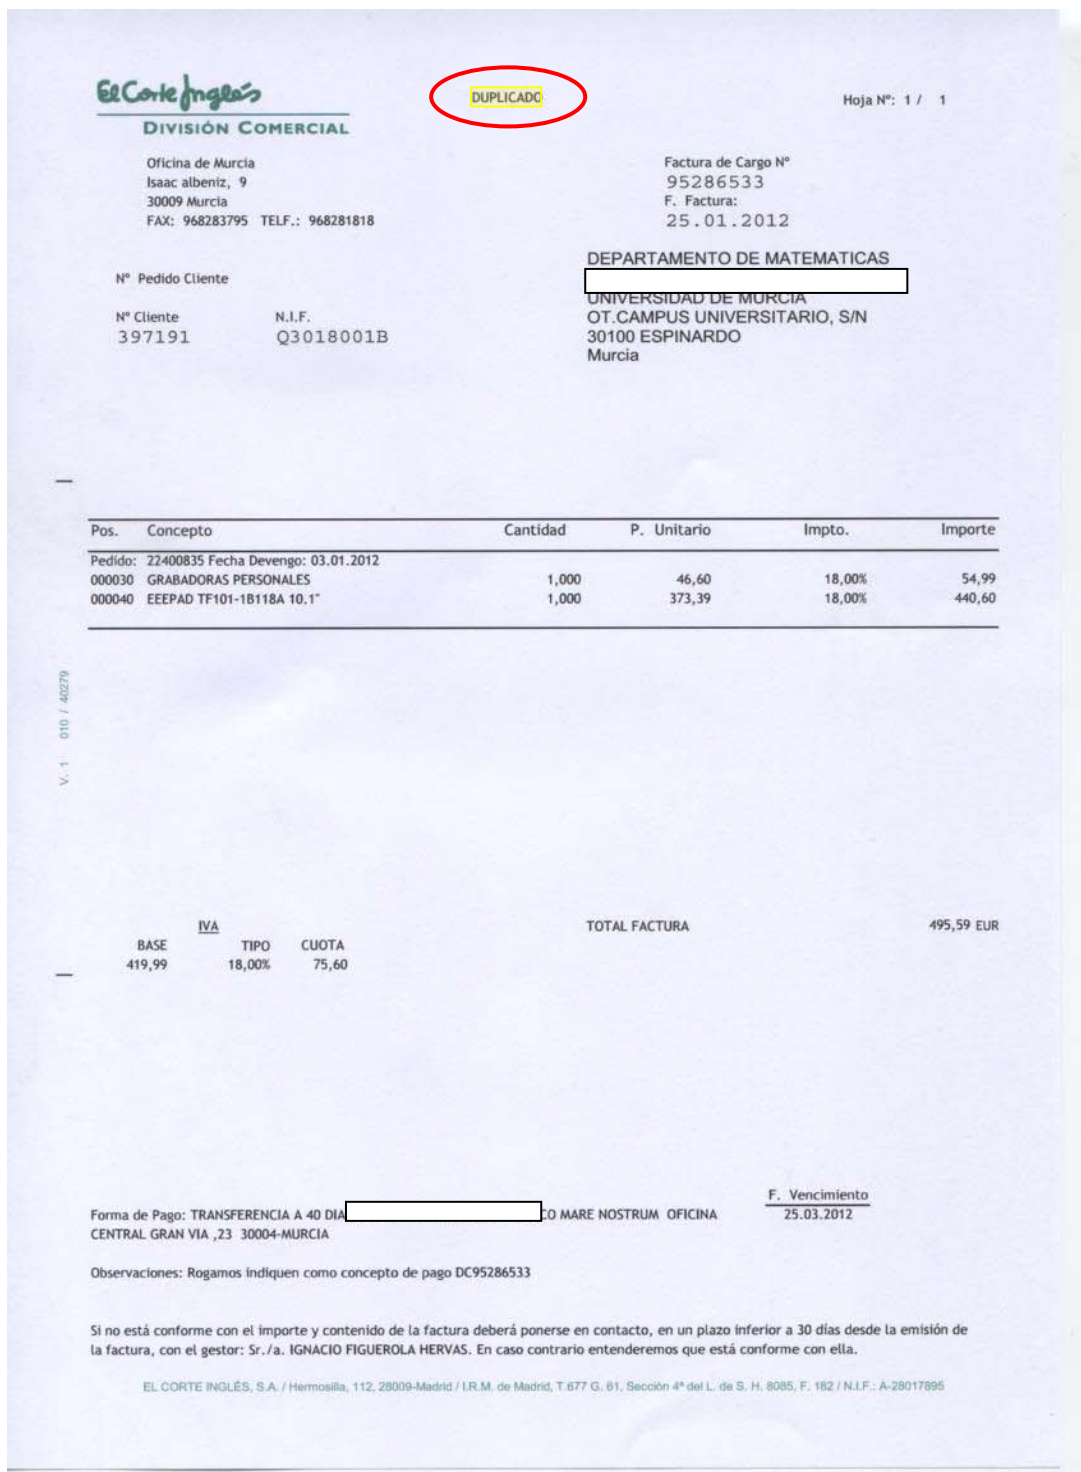 El Corte Inglés
DIVISIÓN COMERCIAL
DUPLICADO
Hoja Nº: 1 / 1
Oficina de Murcia
Isaac albeniz, 9
30009 Murcia
FAX: 968283795 TELF.: 968281818
Factura de Cargo Nº
95286533
F. Factura:
25.01.2012
DEPARTAMENTO DE MATEMATICAS
UNIVERSIDAD DE MURCIA
OT.CAMPUS UNIVERSITARIO, S/N
30100 ESPINARDO
Murcia
Nº Pedido Cliente
Nº Cliente N.I.F.
397191 Q3018001B
Pos. Concepto Cantidad P. Unitario Impto. Importe
Pedido: 22400835 Fecha Devengo: 03.01.2012
000030 GRABADORAS PERSONALES 1,000 46,60 18,00% 54,99
000040 EEEPAD TF101-1B118A 10.1" 1,000 373,39 18,00% 440,60
V. 1 010 / 40279
IVA
BASE TIPO CUOTA
419,99 18,00% 75,60
TOTAL FACTURA 495,59 EUR
F. Vencimiento
25.03.2012
Forma de Pago: TRANSFERENCIA A 40 DIA CO MARE NOSTRUM OFICINA
CENTRAL GRAN VIA ,23 30004-MURCIA
Observaciones: Rogamos indiquen como concepto de pago DC95286533
Si no está conforme con el importe y contenido de la factura deberá ponerse en contacto, en un plazo inferior a 30 días desde la emisión de
la factura, con el gestor: Sr./a. IGNACIO FIGUEROLA HERVAS. En caso contrario entenderemos que está conforme con ella.
EL CORTE INGLÉS, S.A. / Hermosilla, 112, 28009-Madrid / I.R.M. de Madrid, T.677 G. 61, Sección 4ª del L. de S. H. 8085, F. 182 / N.I.F.: A-28017895